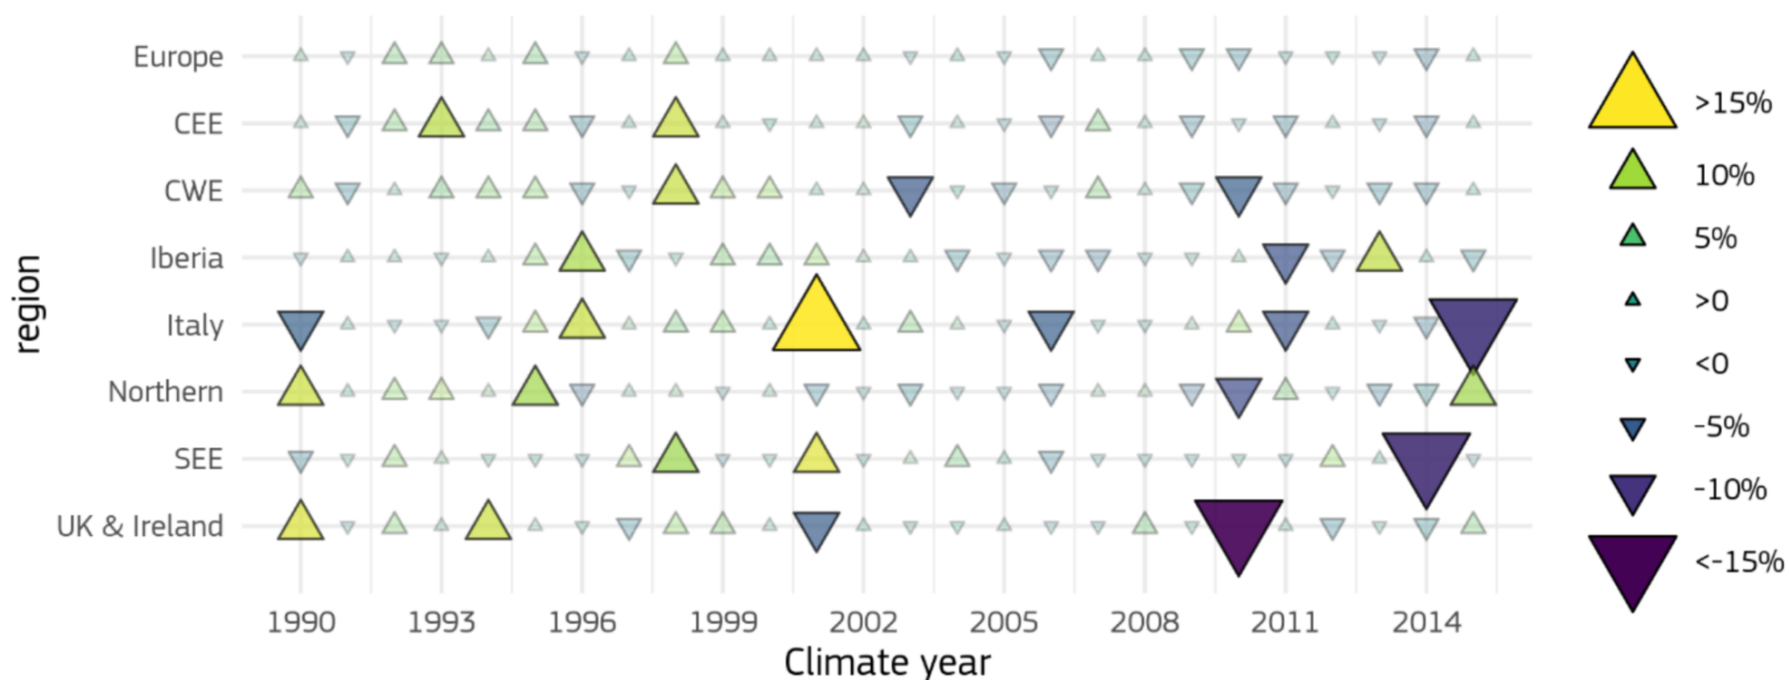 region
Europe
CEE
CWE
Iberia
Italy
Northern
SEE
UK & Ireland
1990 1993 1996 1999 2002 2005 2008 2011 2014
Climate year
>15%
10%
5%
>0
<0
-5%
-10%
<-15%